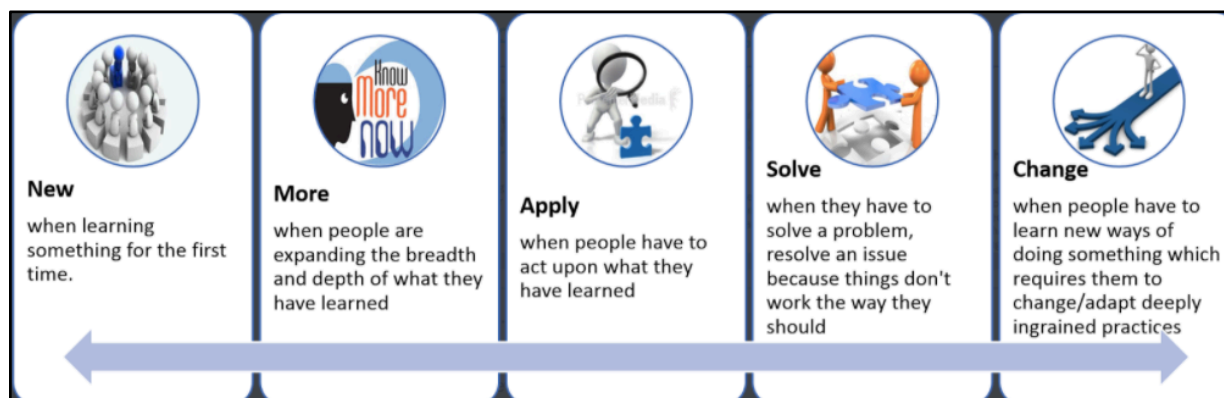 New
when learning
something for the first
time.
Know
More
now
More
when people are
expanding the breadth
and depth of what they
have learned
Apply
when people have to
act upon what they
have learned
Solve
when they have to
solve a problem,
resolve an issue
because things don't
work the way they
should
Change
when people have to
learn new ways of
doing something which
requires them to
change/adapt deeply
ingrained practices